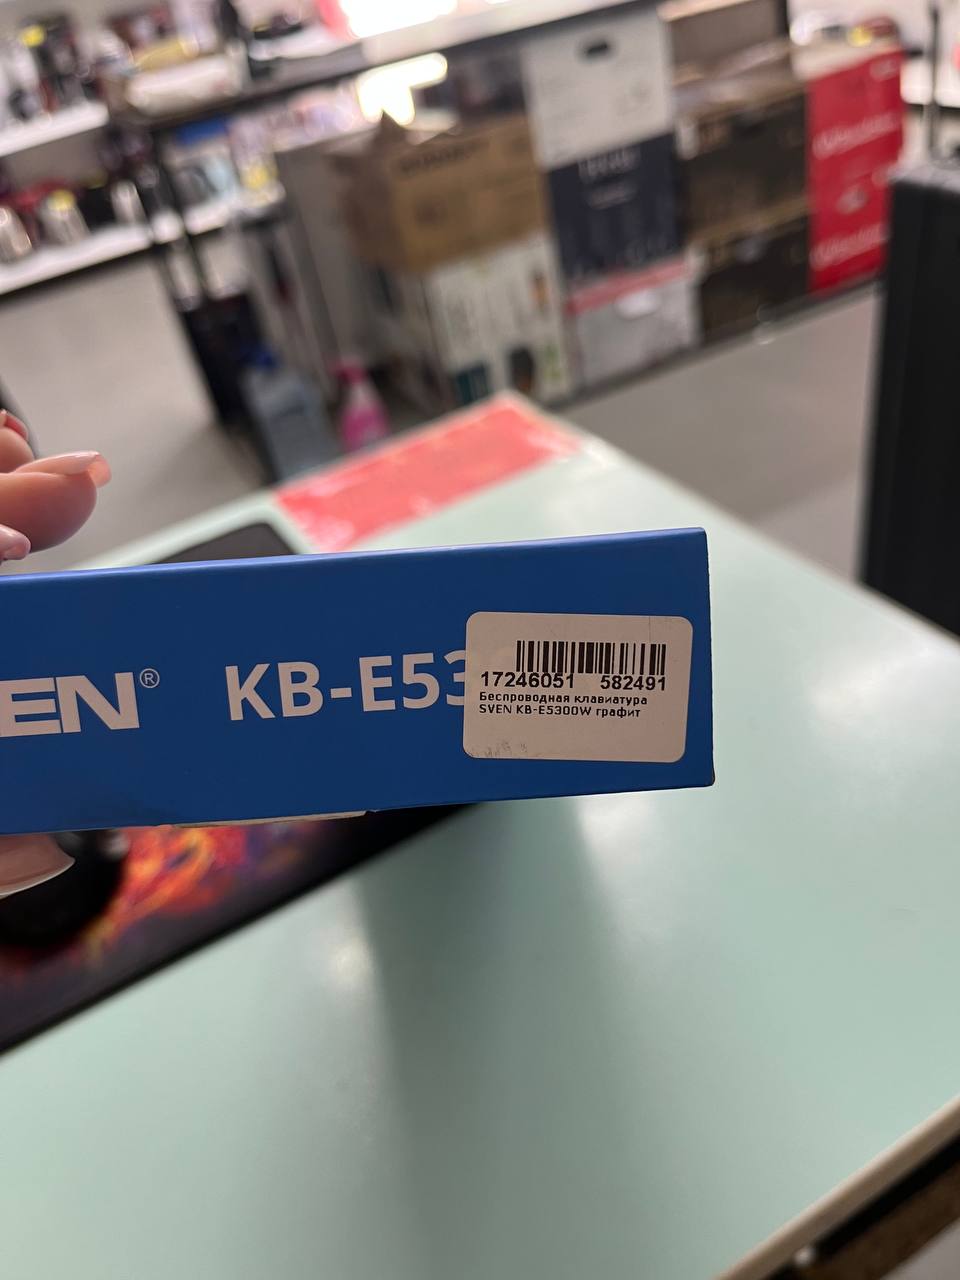 EN® KB-E53
17246051 582491
Беспроводная клавиатура
SVEN KB-E5300W графит